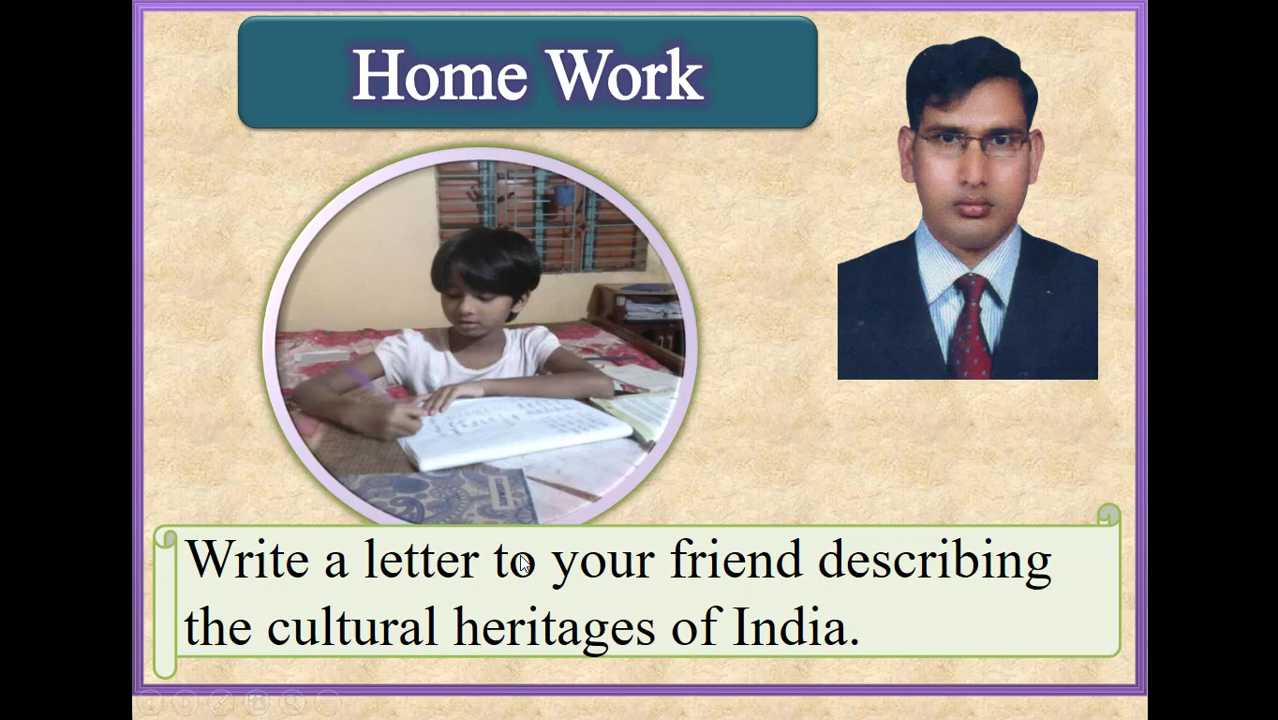 Home Work
Write a letter to your friend describing
the cultural heritages of India.